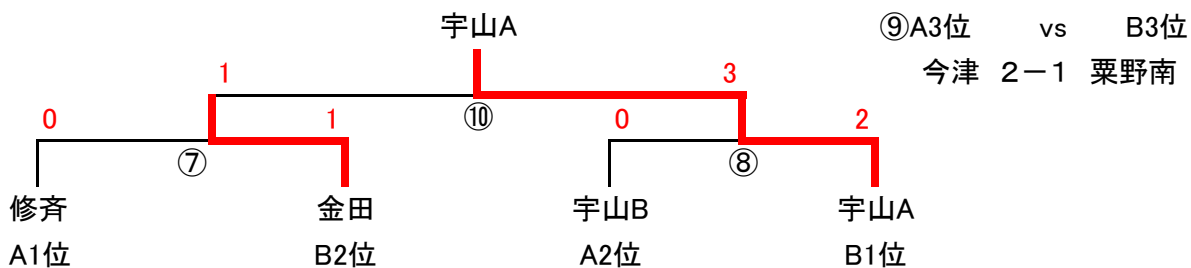 宇山A
⑨A3位 vs B3位
今津 2－1 粟野南
1 3
⑩
0 1 0 2
⑦ ⑧
修斉 金田 宇山B 宇山A
A1位 B2位 A2位 B1位